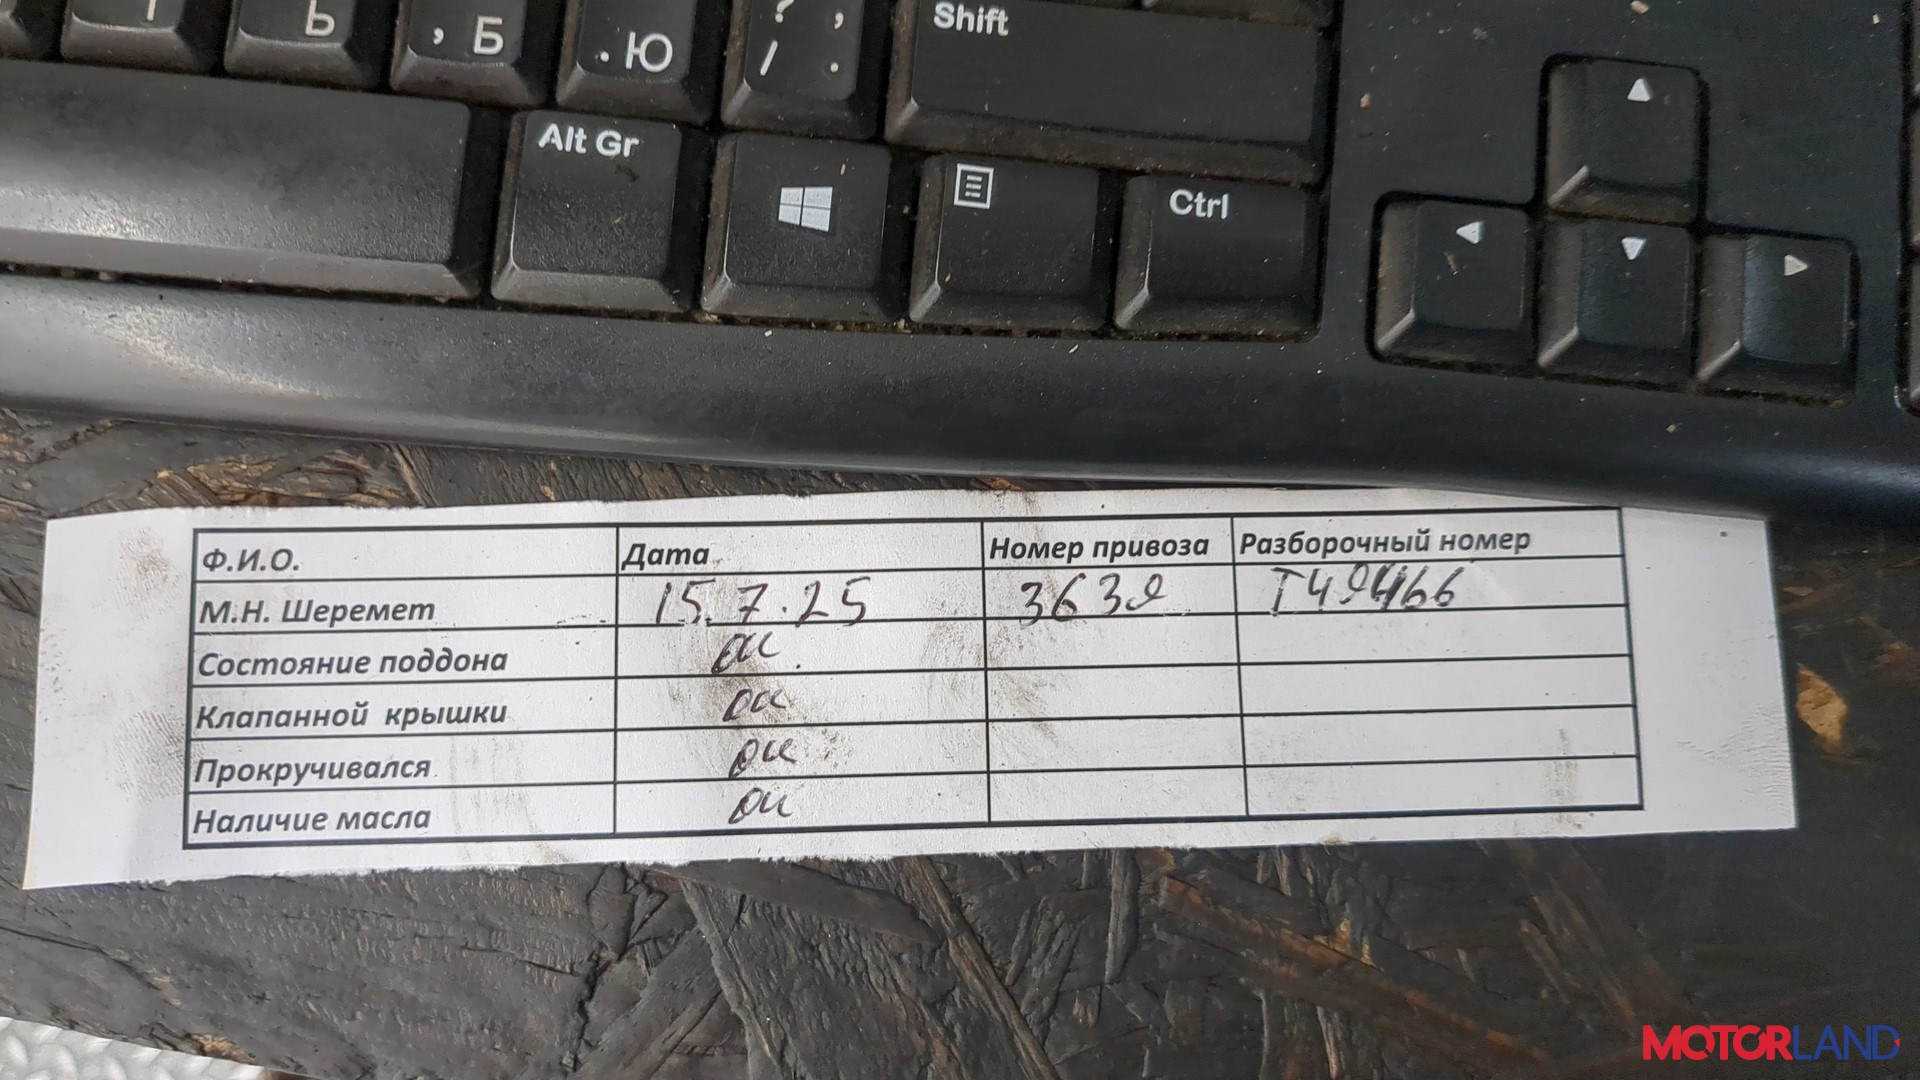 Ь , Б . Ю ? , / . Shift
Alt Gr Ctrl
Ф.И.О. Дата Номер привоза Разборочный номер
М.Н. Шеремет 15.7.25 3639
Состояние поддона ок
Клапанной крышки ок
Прокручивался ок
Наличие масла ок
MOTORLAND